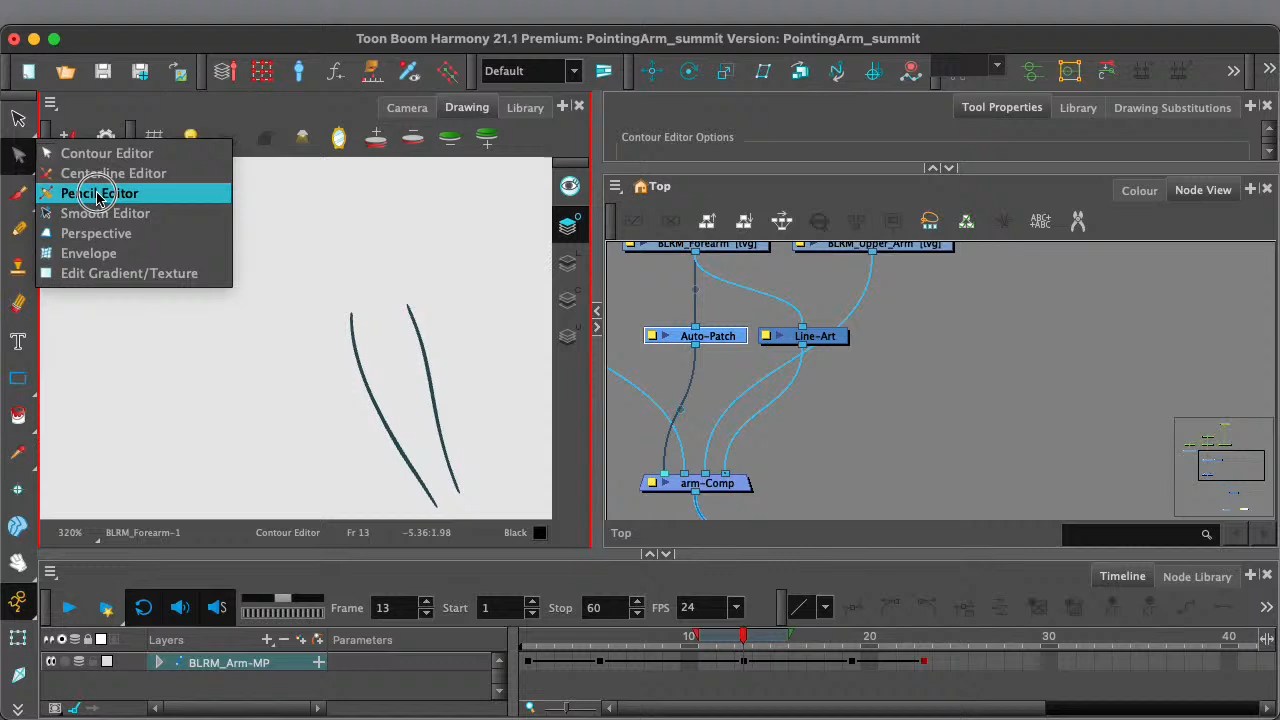 Toon Boom Harmony 21.1 Premium: PointingArm_summit Version: PointingArm_summit
Default
Camera
Drawing
Library
Tool Properties
Library
Drawing Substitutions
Contour Editor Options
Contour Editor
Centerline Editor
Pencil Editor
Smooth Editor
Perspective
Envelope
Edit Gradient/Texture
Top
Colour
Node View
ABC+
ABC
BLRM_Forearm [tvg]
BLRM_Upper_Arm [tvg]
Auto-Patch
Line-Art
arm-Comp
320%
BLRM_Forearm-1
Contour Editor
Fr 13
-5.36:1.98
Black
Top
Timeline
Node Library
Frame 13
Start 1
Stop 60
FPS 24
Layers
Parameters
10
20
30
40
BLRM_Arm-MP